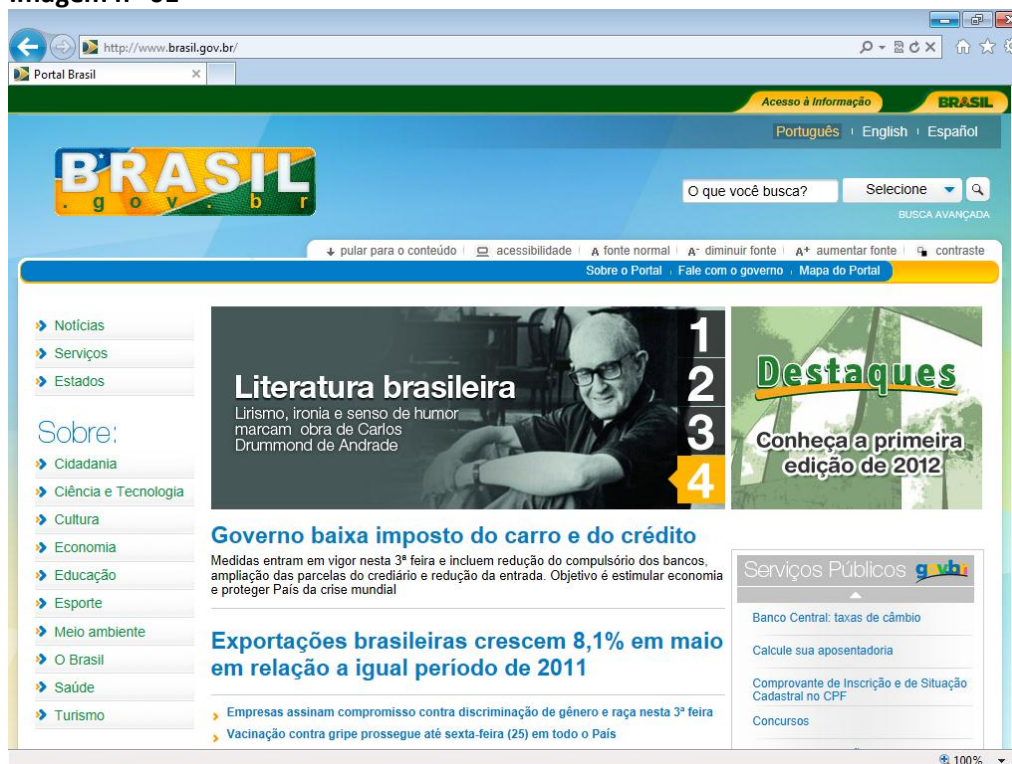 Imagem nº 01
http://www.brasil.gov.br/
Portal Brasil
Acesso à Informação
BRASIL
Português English Español
BRASIL
.gov.br
O que você busca? Selecione
BUSCA AVANÇADA
pular para o conteúdo acessibilidade A fonte normal A- diminuir fonte A+ aumentar fonte contraste
Sobre o Portal Fale com o governo Mapa do Portal
Notícias
Serviços
Estados
Sobre:
Cidadania
Ciência e Tecnologia
Cultura
Economia
Educação
Esporte
Meio ambiente
O Brasil
Saúde
Turismo
Literatura brasileira
Lirismo, ironia e senso de humor
marcam obra de Carlos
Drummond de Andrade
1
2
3
4
Destaques
Conheça a primeira
edição de 2012
Governo baixa imposto do carro e do crédito
Medidas entram em vigor nesta 3ª feira e incluem redução do compulsório dos bancos,
ampliação das parcelas do crediário e redução da entrada. Objetivo é estimular economia
e proteger País da crise mundial
Exportações brasileiras crescem 8,1% em maio
em relação a igual período de 2011
Empresas assinam compromisso contra discriminação de gênero e raça nesta 3ª feira
Vacinação contra gripe prossegue até sexta-feira (25) em todo o País
Serviços Públicos
Banco Central: taxas de câmbio
Calcule sua aposentadoria
Comprovante de Inscrição e de Situação
Cadastral no CPF
Concursos
100%